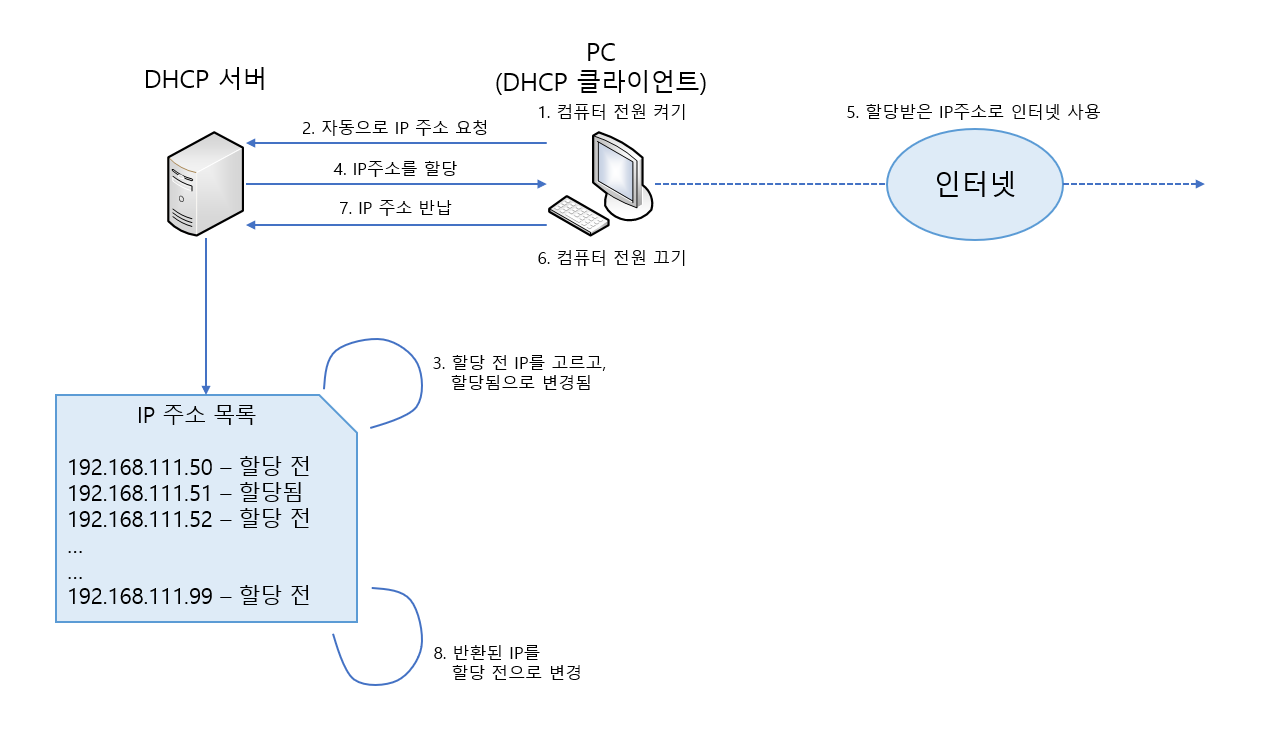 DHCP 서버
PC
(DHCP 클라이언트)
1. 컴퓨터 전원 켜기
2. 자동으로 IP 주소 요청
4. IP주소를 할당
7. IP 주소 반납
6. 컴퓨터 전원 끄기
5. 할당받은 IP주소로 인터넷 사용
인터넷
3. 할당 전 IP를 고르고,
할당됨으로 변경됨
IP 주소 목록
192.168.111.50 – 할당 전
192.168.111.51 – 할당됨
192.168.111.52 – 할당 전
...
...
192.168.111.99 – 할당 전
8. 반환된 IP를
할당 전으로 변경